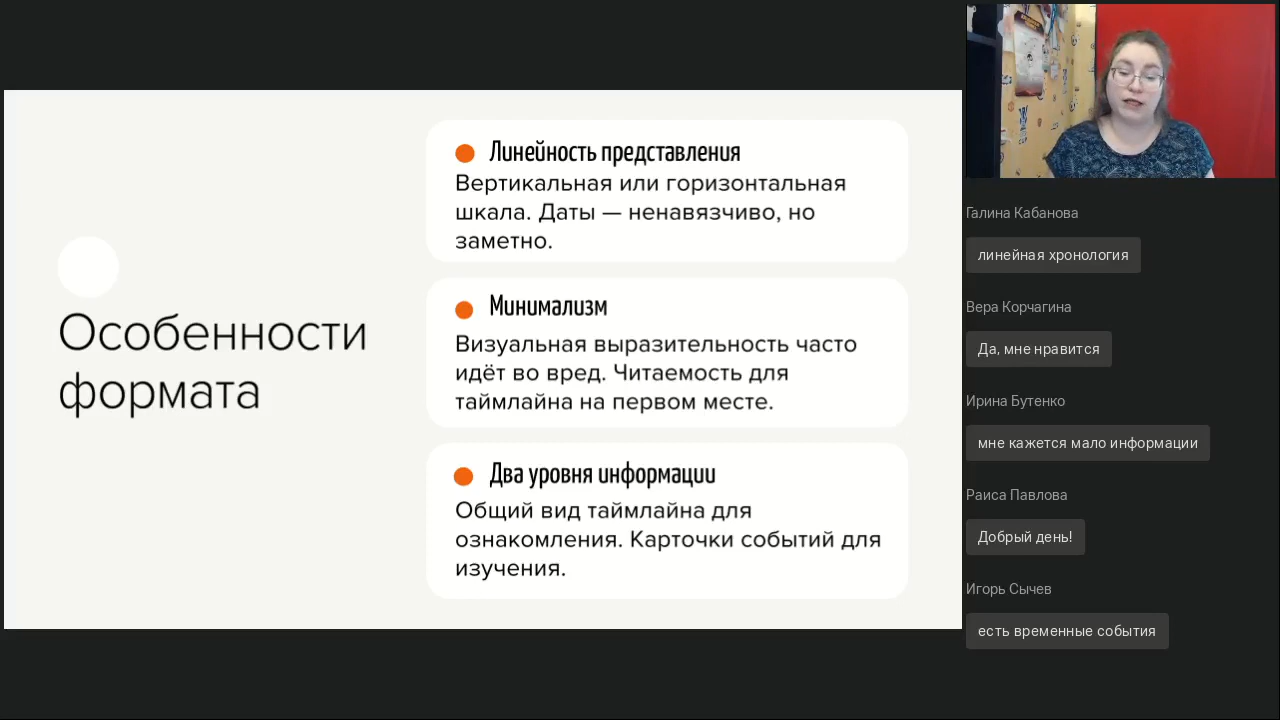 Особенности
формата
Линейность представления
Вертикальная или горизонтальная
шкала. Даты — ненавязчиво, но
заметно.
Минимализм
Визуальная выразительность часто
идёт во вред. Читаемость для
таймлайна на первом месте.
Два уровня информации
Общий вид таймлайна для
ознакомления. Карточки событий для
изучения.
Галина Кабанова
линейная хронология
Вера Корчагина
Да, мне нравится
Ирина Бутенко
мне кажется мало информации
Раиса Павлова
Добрый день!
Игорь Сычев
есть временные события